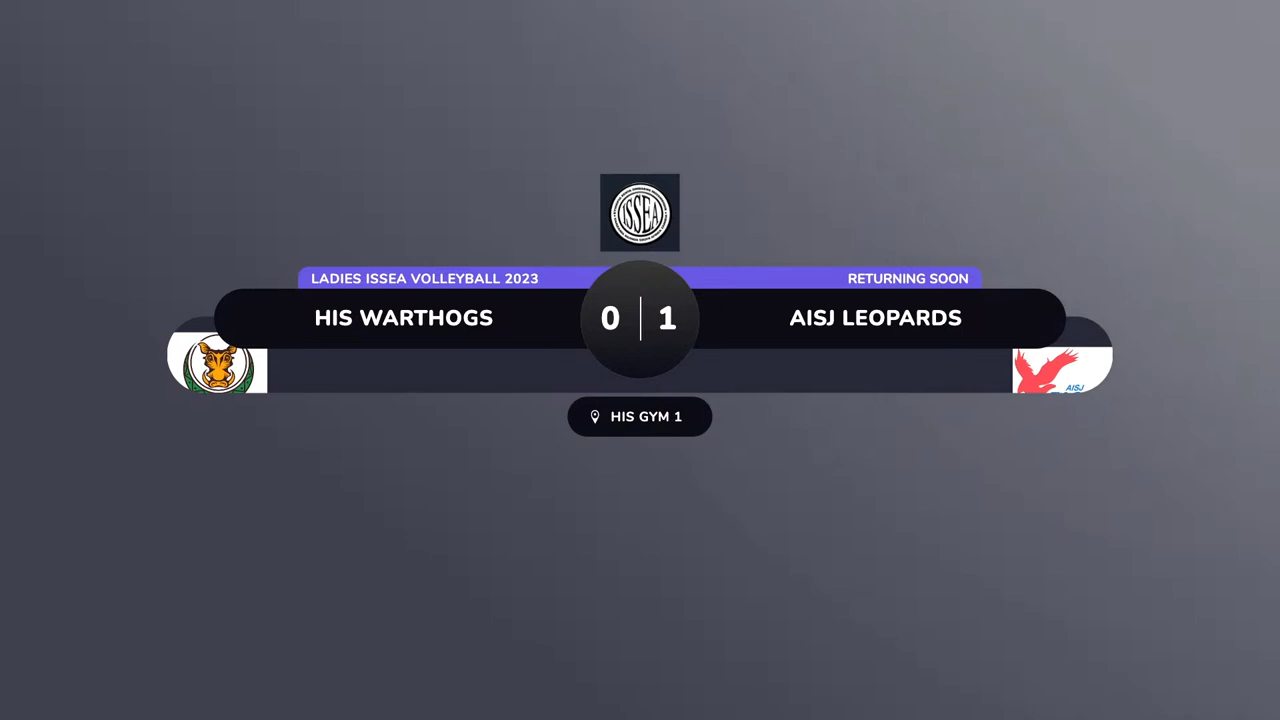 ISSEA
LADIES ISSEA VOLLEYBALL 2023
RETURNING SOON
HIS WARTHOGS
0 | 1
AISJ LEOPARDS
AISJ
HIS GYM 1